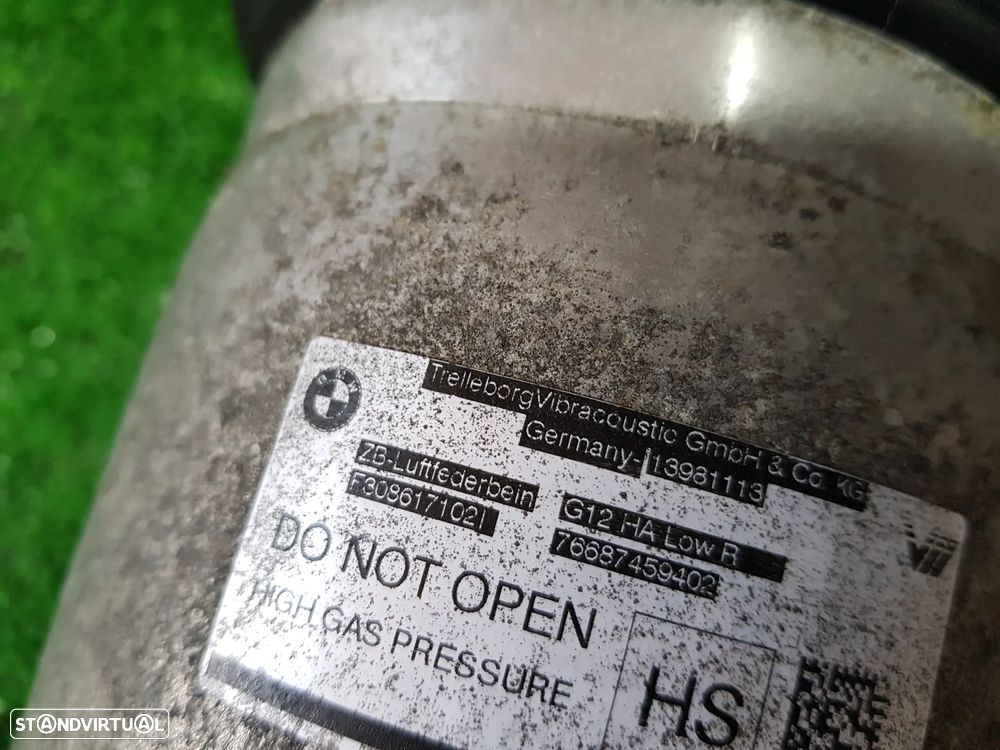 TrelleborgVibracoustic GmbH & Co. KG
Germany-13981113
ZB-Luftfederbein
F3086171021
G12 HA Low R
76687459402
DO NOT OPEN
HIGH GAS PRESSURE
HS
STANDVIRTUAL